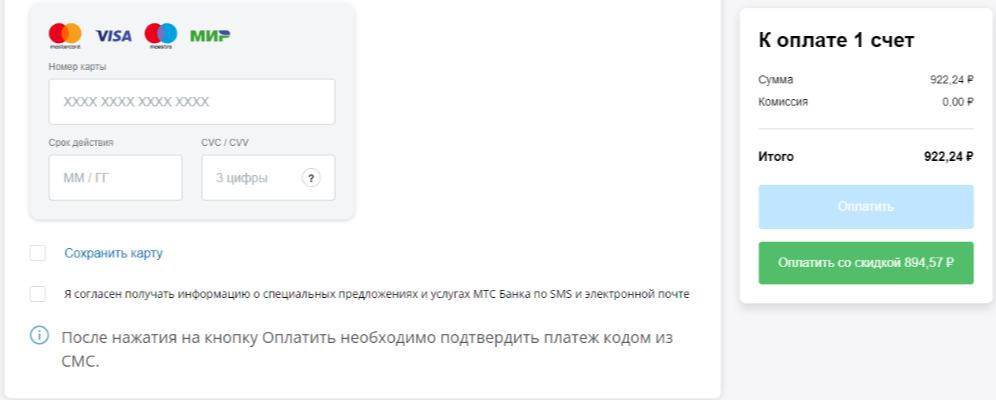 mastercard VISA maestro МИР
Номер карты
XXXX XXXX XXXX XXXX
Срок действия CVC / CVV
ММ / ГГ 3 цифры ?
Сохранить карту
Я согласен получать информацию о специальных предложениях и услугах МТС Банка по SMS и электронной почте
После нажатия на кнопку Оплатить необходимо подтвердить платеж кодом из
СМС.
К оплате 1 счет
Сумма 922,24 ₽
Комиссия 0,00 ₽
Итого 922,24 ₽
Оплатить
Оплатить со скидкой 894,57 ₽